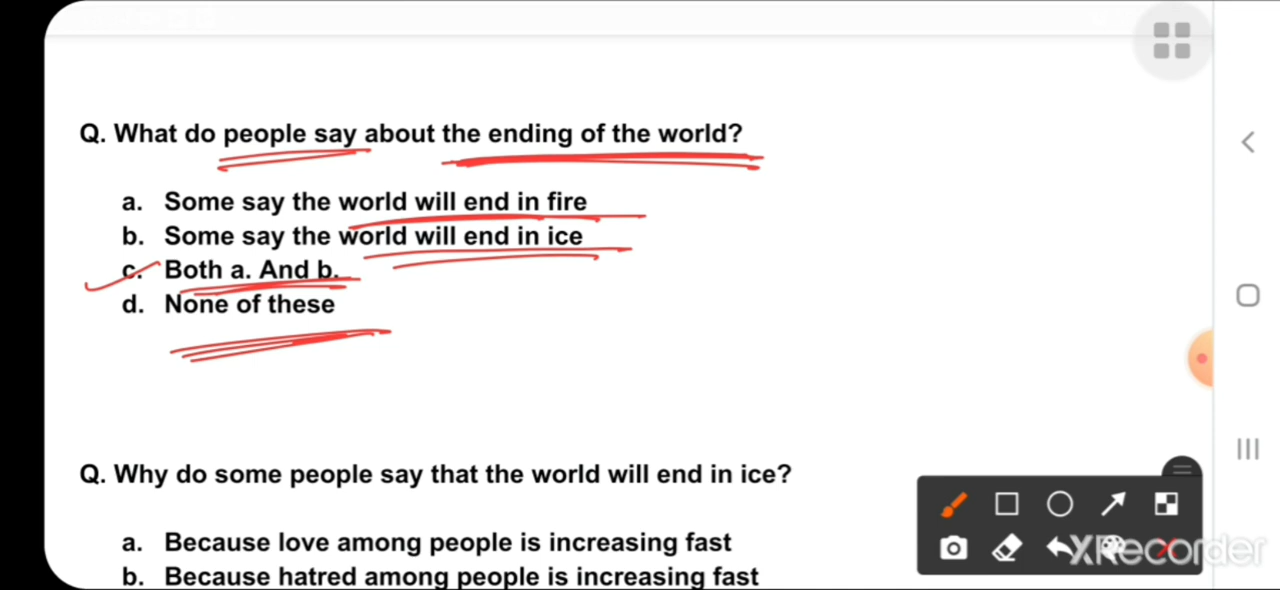 Q. What do people say about the ending of the world?
a. Some say the world will end in fire
b. Some say the world will end in ice
c. Both a. And b.
d. None of these
Q. Why do some people say that the world will end in ice?
a. Because love among people is increasing fast
b. Because hatred among people is increasing fast
XRecorder